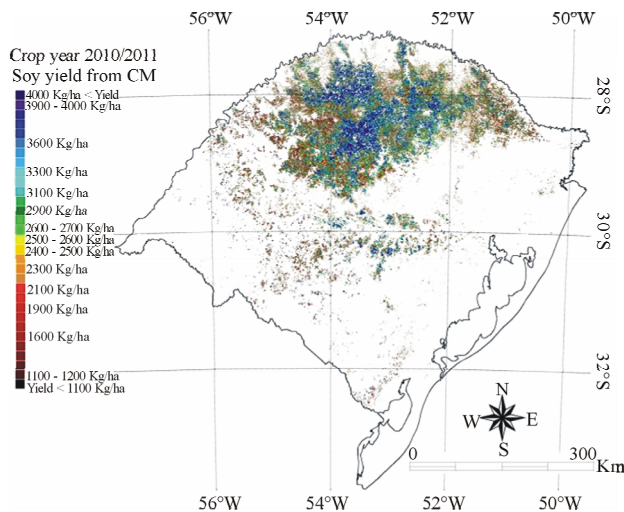 56°W 54°W 52°W 50°W
Crop year 2010/2011
Soy yield from CM
4000 Kg/ha < Yield
3900 - 4000 Kg/ha
3600 Kg/ha
3300 Kg/ha
3100 Kg/ha
2900 Kg/ha
2600 - 2700 Kg/ha
2500 - 2600 Kg/ha
2400 - 2500 Kg/ha
2300 Kg/ha
2100 Kg/ha
1900 Kg/ha
1600 Kg/ha
1100 - 1200 Kg/ha
Yield < 1100 Kg/ha
28°S
30°S
32°S
N
W E
S
0 300
Km
56°W 54°W 52°W 50°W